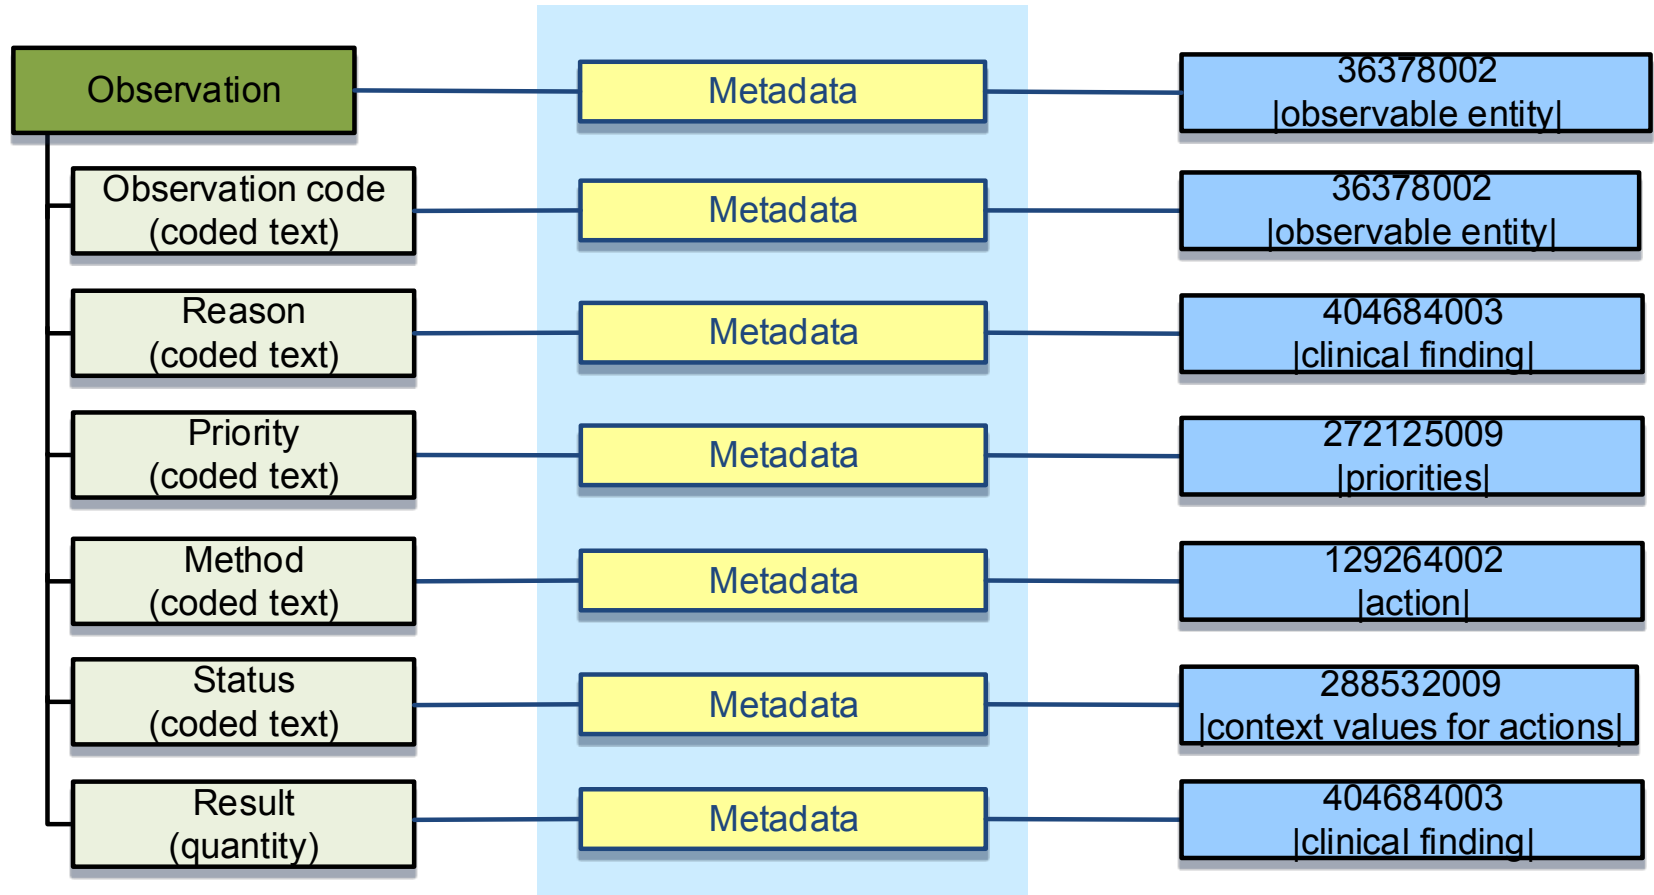 Observation
Metadata
36378002
|observable entity|
Observation code
(coded text)
Metadata
36378002
|observable entity|
Reason
(coded text)
Metadata
404684003
|clinical finding|
Priority
(coded text)
Metadata
272125009
|priorities|
Method
(coded text)
Metadata
129264002
|action|
Status
(coded text)
Metadata
288532009
|context values for actions|
Result
(quantity)
Metadata
404684003
|clinical finding|